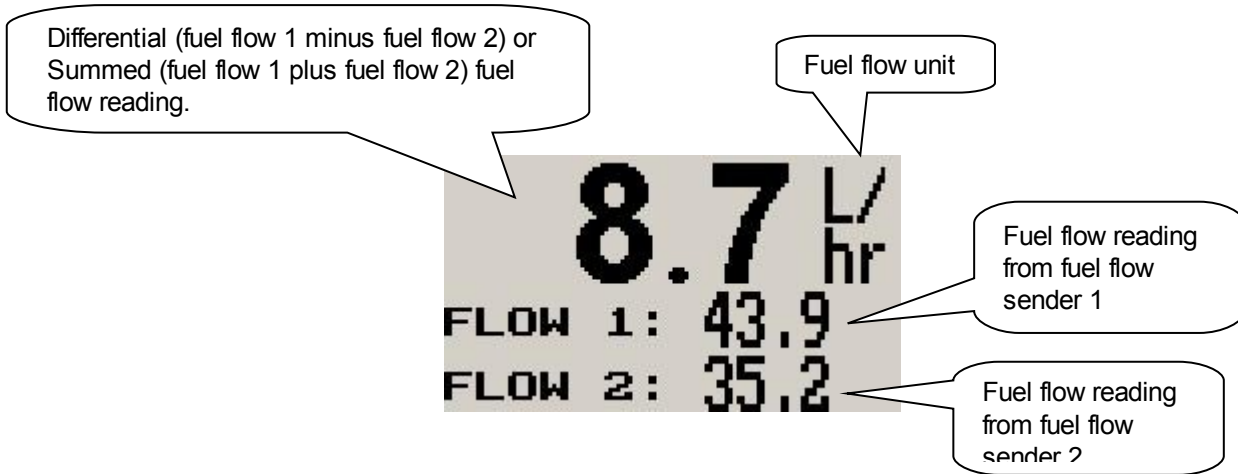 Differential (fuel flow 1 minus fuel flow 2) or
Summed (fuel flow 1 plus fuel flow 2) fuel
flow reading.
Fuel flow unit
8.7 L/
hr
FLOW 1: 43.9
FLOW 2: 35.2
Fuel flow reading
from fuel flow
sender 1
Fuel flow reading
from fuel flow
sender 2